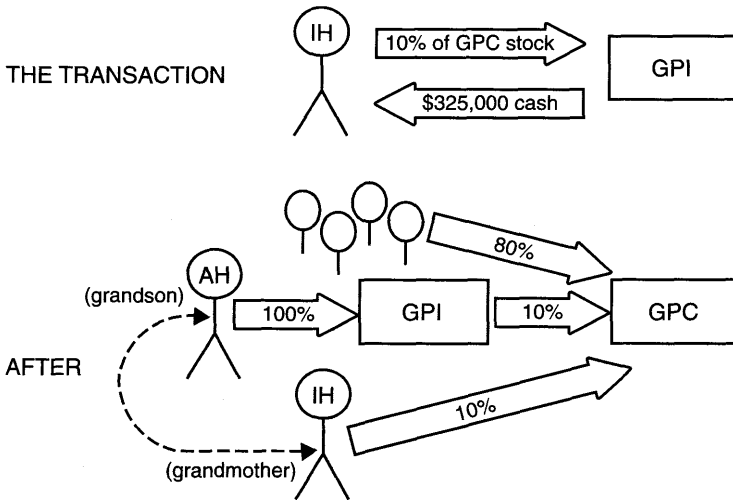 IH
10% of GPC stock
THE TRANSACTION
GPI
$325,000 cash
80%
AH
(grandson)
100%
GPI
10%
GPC
AFTER
IH
10%
(grandmother)